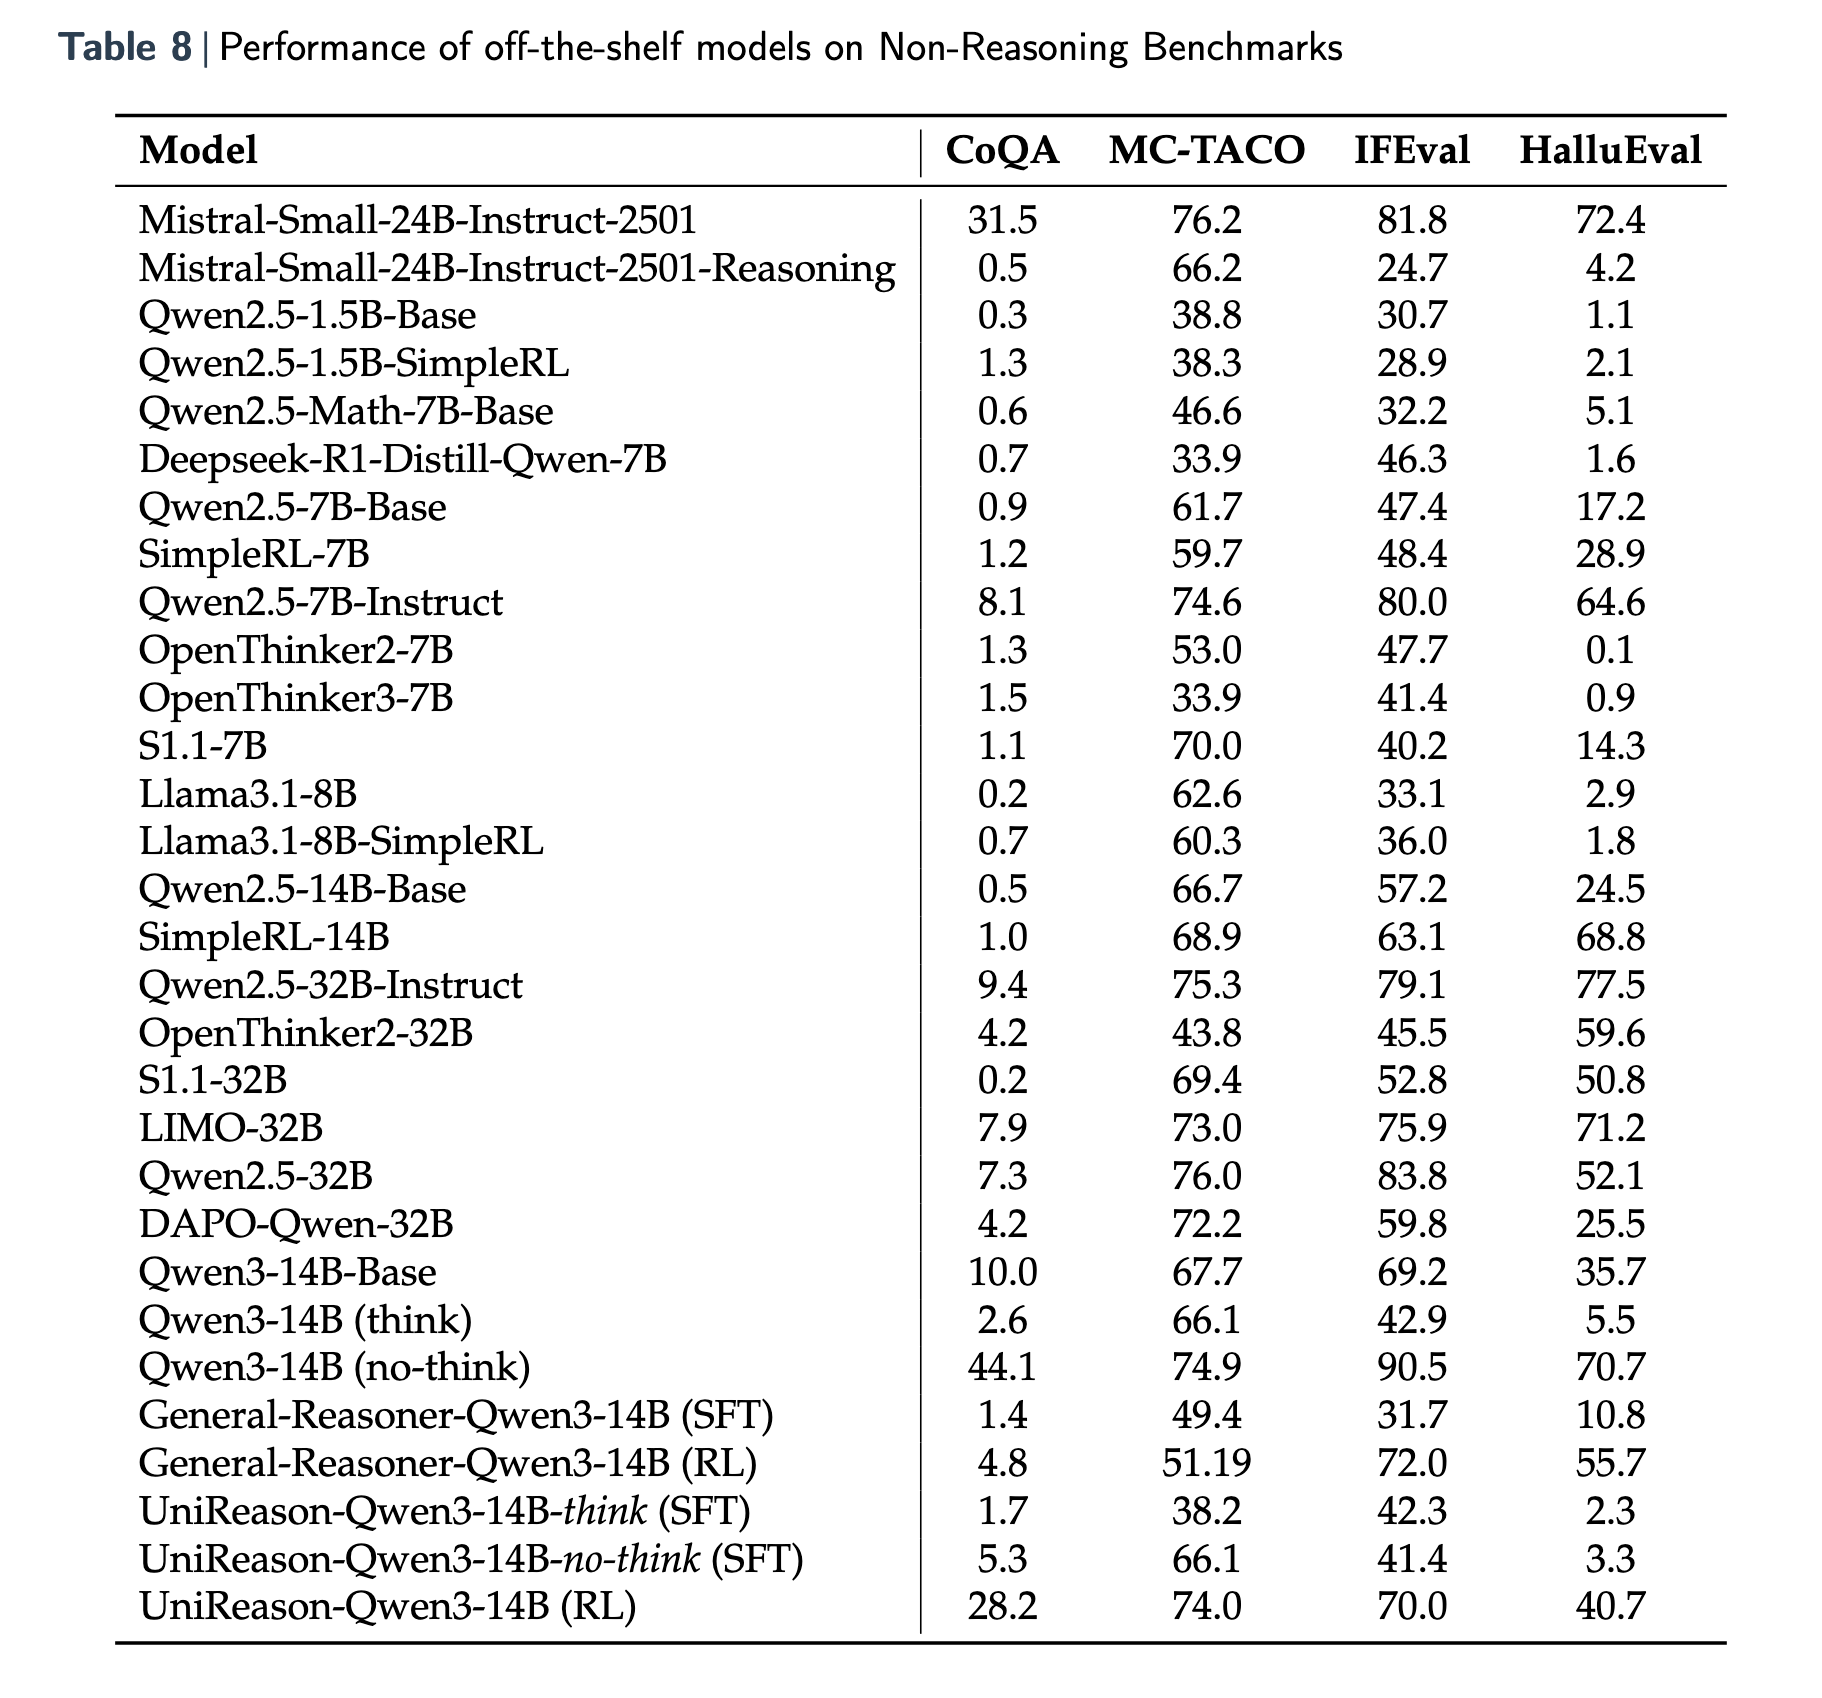 Table 8 | Performance of off-the-shelf models on Non-Reasoning Benchmarks
Model CoQA MC-TACO IFEval HalluEval
Mistral-Small-24B-Instruct-2501 31.5 76.2 81.8 72.4
Mistral-Small-24B-Instruct-2501-Reasoning 0.5 66.2 24.7 4.2
Qwen2.5-1.5B-Base 0.3 38.8 30.7 1.1
Qwen2.5-1.5B-SimpleRL 1.3 38.3 28.9 2.1
Qwen2.5-Math-7B-Base 0.6 46.6 32.2 5.1
Deepseek-R1-Distill-Qwen-7B 0.7 33.9 46.3 1.6
Qwen2.5-7B-Base 0.9 61.7 47.4 17.2
SimpleRL-7B 1.2 59.7 48.4 28.9
Qwen2.5-7B-Instruct 8.1 74.6 80.0 64.6
OpenThinker2-7B 1.3 53.0 47.7 0.1
OpenThinker3-7B 1.5 33.9 41.4 0.9
S1.1-7B 1.1 70.0 40.2 14.3
Llama3.1-8B 0.2 62.6 33.1 2.9
Llama3.1-8B-SimpleRL 0.7 60.3 36.0 1.8
Qwen2.5-14B-Base 0.5 66.7 57.2 24.5
SimpleRL-14B 1.0 68.9 63.1 68.8
Qwen2.5-32B-Instruct 9.4 75.3 79.1 77.5
OpenThinker2-32B 4.2 43.8 45.5 59.6
S1.1-32B 0.2 69.4 52.8 50.8
LIMO-32B 7.9 73.0 75.9 71.2
Qwen2.5-32B 7.3 76.0 83.8 52.1
DAPO-Qwen-32B 4.2 72.2 59.8 25.5
Qwen3-14B-Base 10.0 67.7 69.2 35.7
Qwen3-14B (think) 2.6 66.1 42.9 5.5
Qwen3-14B (no-think) 44.1 74.9 90.5 70.7
General-Reasoner-Qwen3-14B (SFT) 1.4 49.4 31.7 10.8
General-Reasoner-Qwen3-14B (RL) 4.8 51.19 72.0 55.7
UniReason-Qwen3-14B-think (SFT) 1.7 38.2 42.3 2.3
UniReason-Qwen3-14B-no-think (SFT) 5.3 66.1 41.4 3.3
UniReason-Qwen3-14B (RL) 28.2 74.0 70.0 40.7